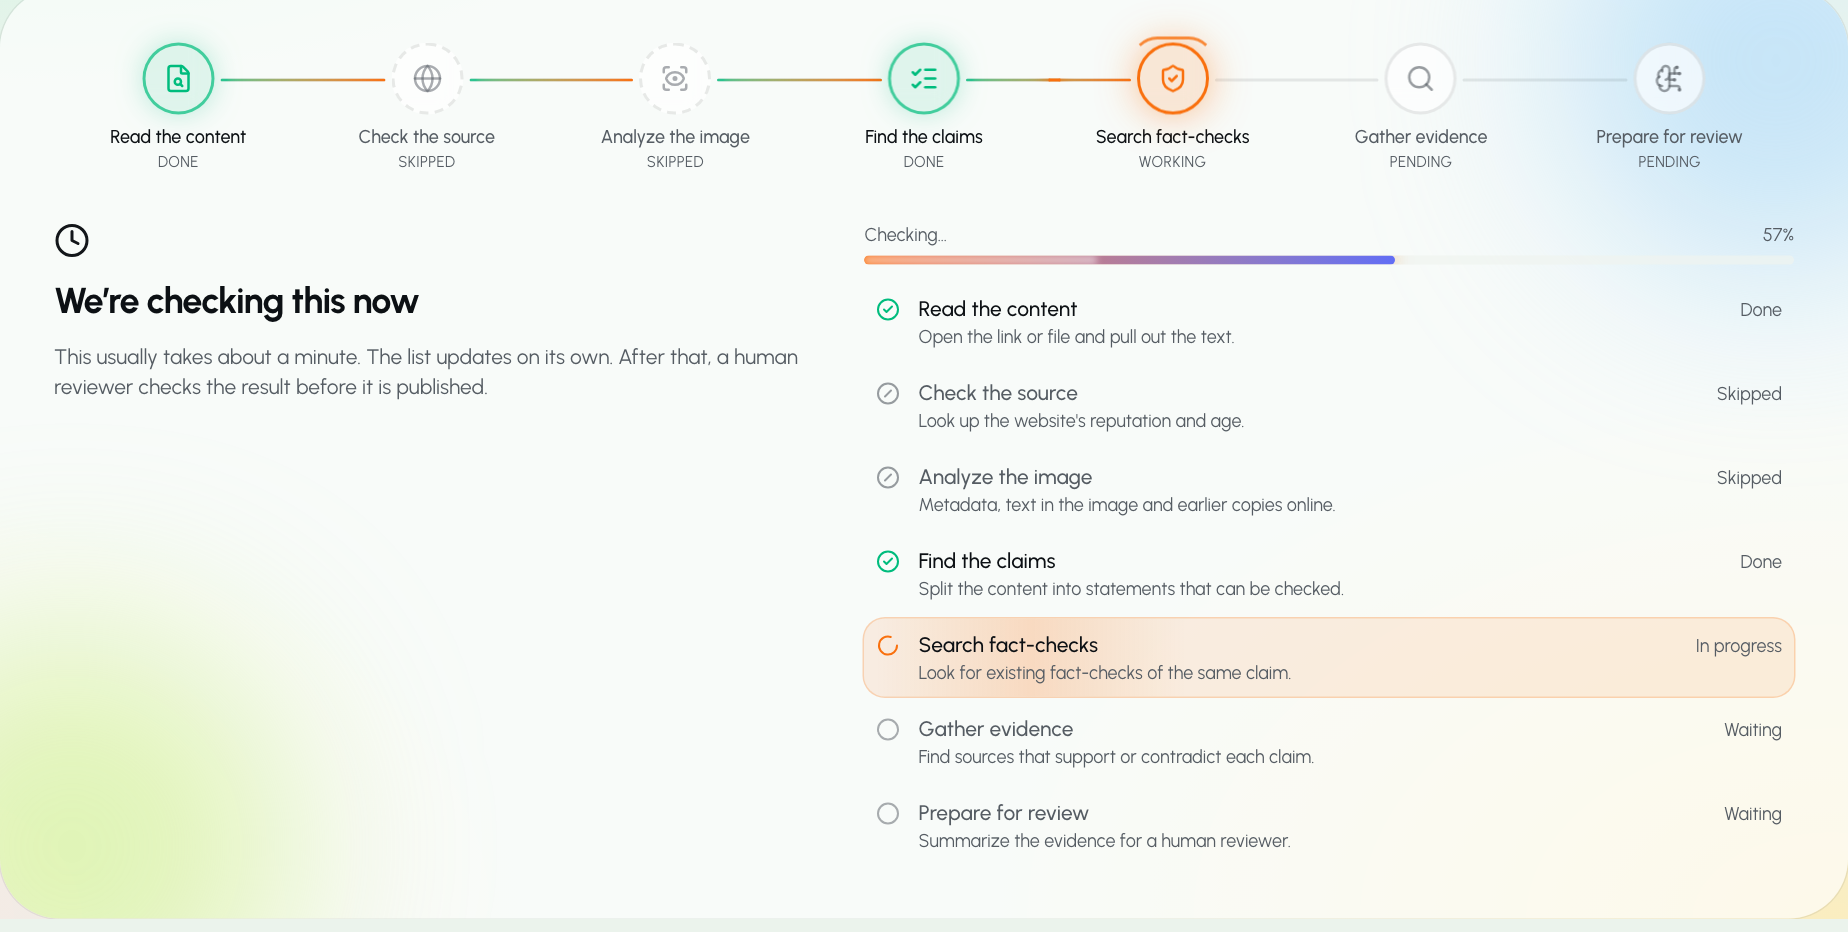 Read the content
DONE
Check the source
SKIPPED
Analyze the image
SKIPPED
Find the claims
DONE
Search fact-checks
WORKING
Gather evidence
PENDING
Prepare for review
PENDING
We're checking this now
This usually takes about a minute. The list updates on its own. After that, a human
reviewer checks the result before it is published.
Checking...
57%
Read the content
Done
Open the link or file and pull out the text.
Check the source
Skipped
Look up the website's reputation and age.
Analyze the image
Skipped
Metadata, text in the image and earlier copies online.
Find the claims
Done
Split the content into statements that can be checked.
Search fact-checks
In progress
Look for existing fact-checks of the same claim.
Gather evidence
Waiting
Find sources that support or contradict each claim.
Prepare for review
Waiting
Summarize the evidence for a human reviewer.